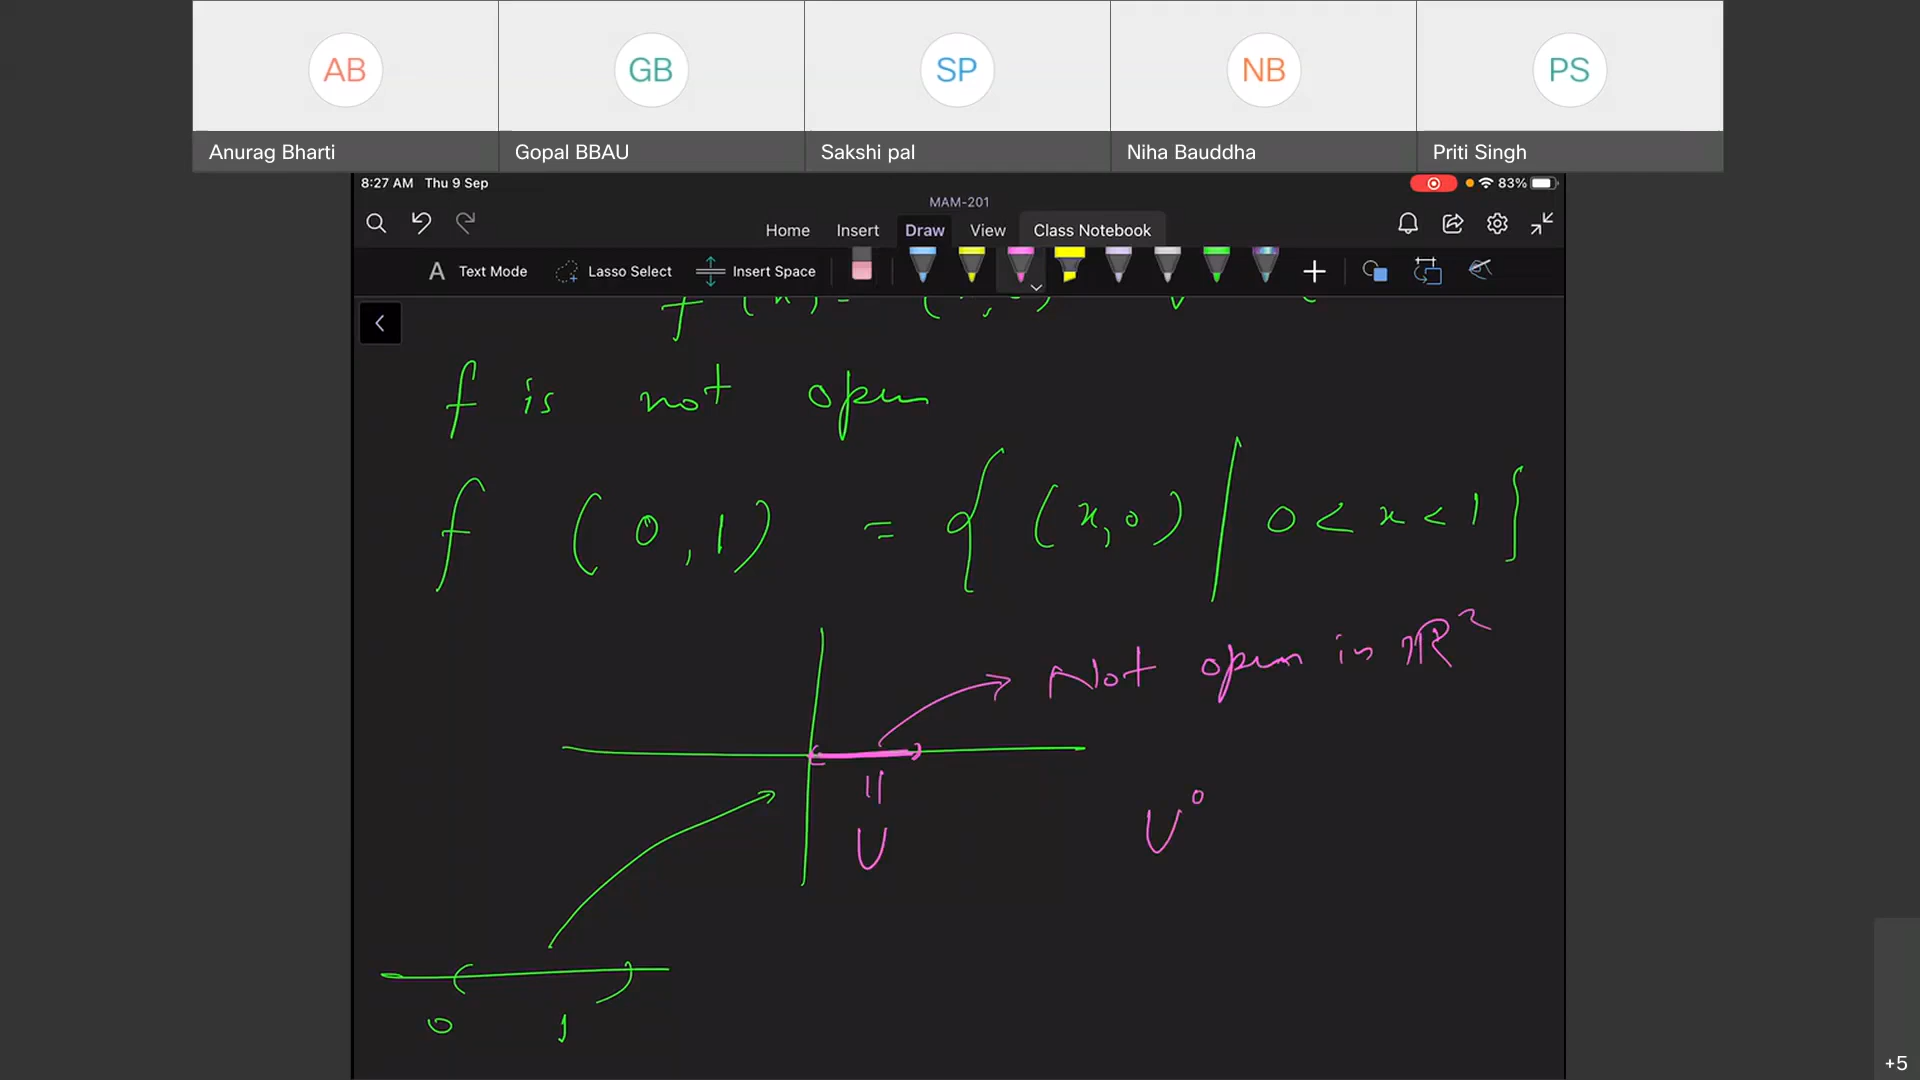 AB
GB
SP
NB
PS
Anurag Bharti
Gopal BBAU
Sakshi pal
Niha Bauddha
Priti Singh
8:27 AM Thu 9 Sep
83%
MAM-201
Home Insert Draw View Class Notebook
A Text Mode Lasso Select Insert Space
f is not open
f (0,1) = { (x,0) | 0 < x < 1 }
Not open in ℝ²
U
U°
0 1
+5